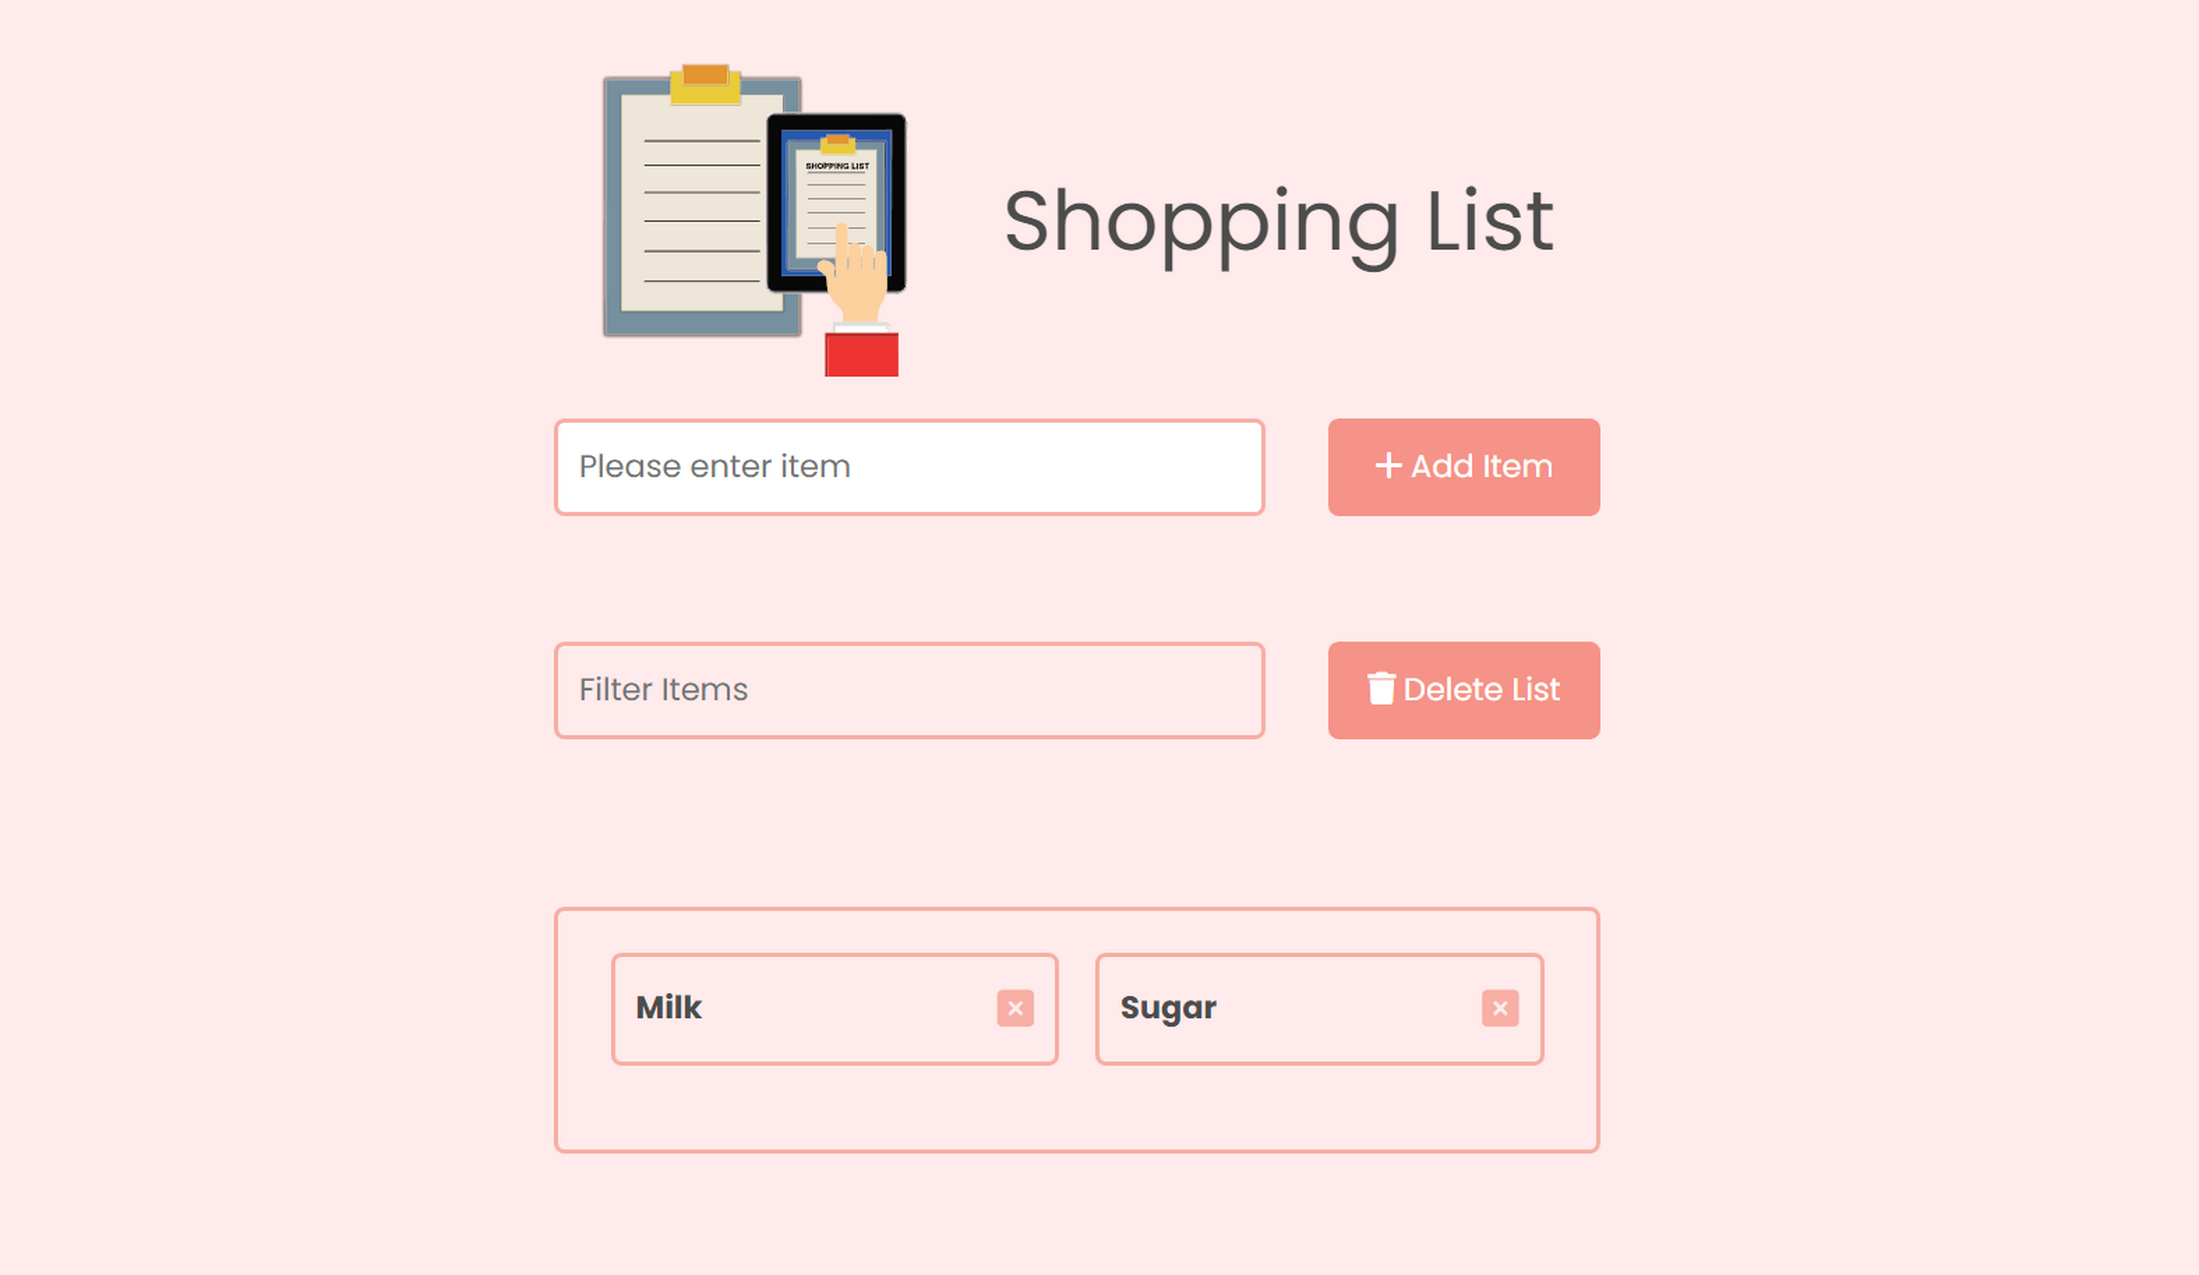 SHOPPING LIST
Shopping List
Please enter item
Add Item
Filter Items
Delete List
Milk
Sugar